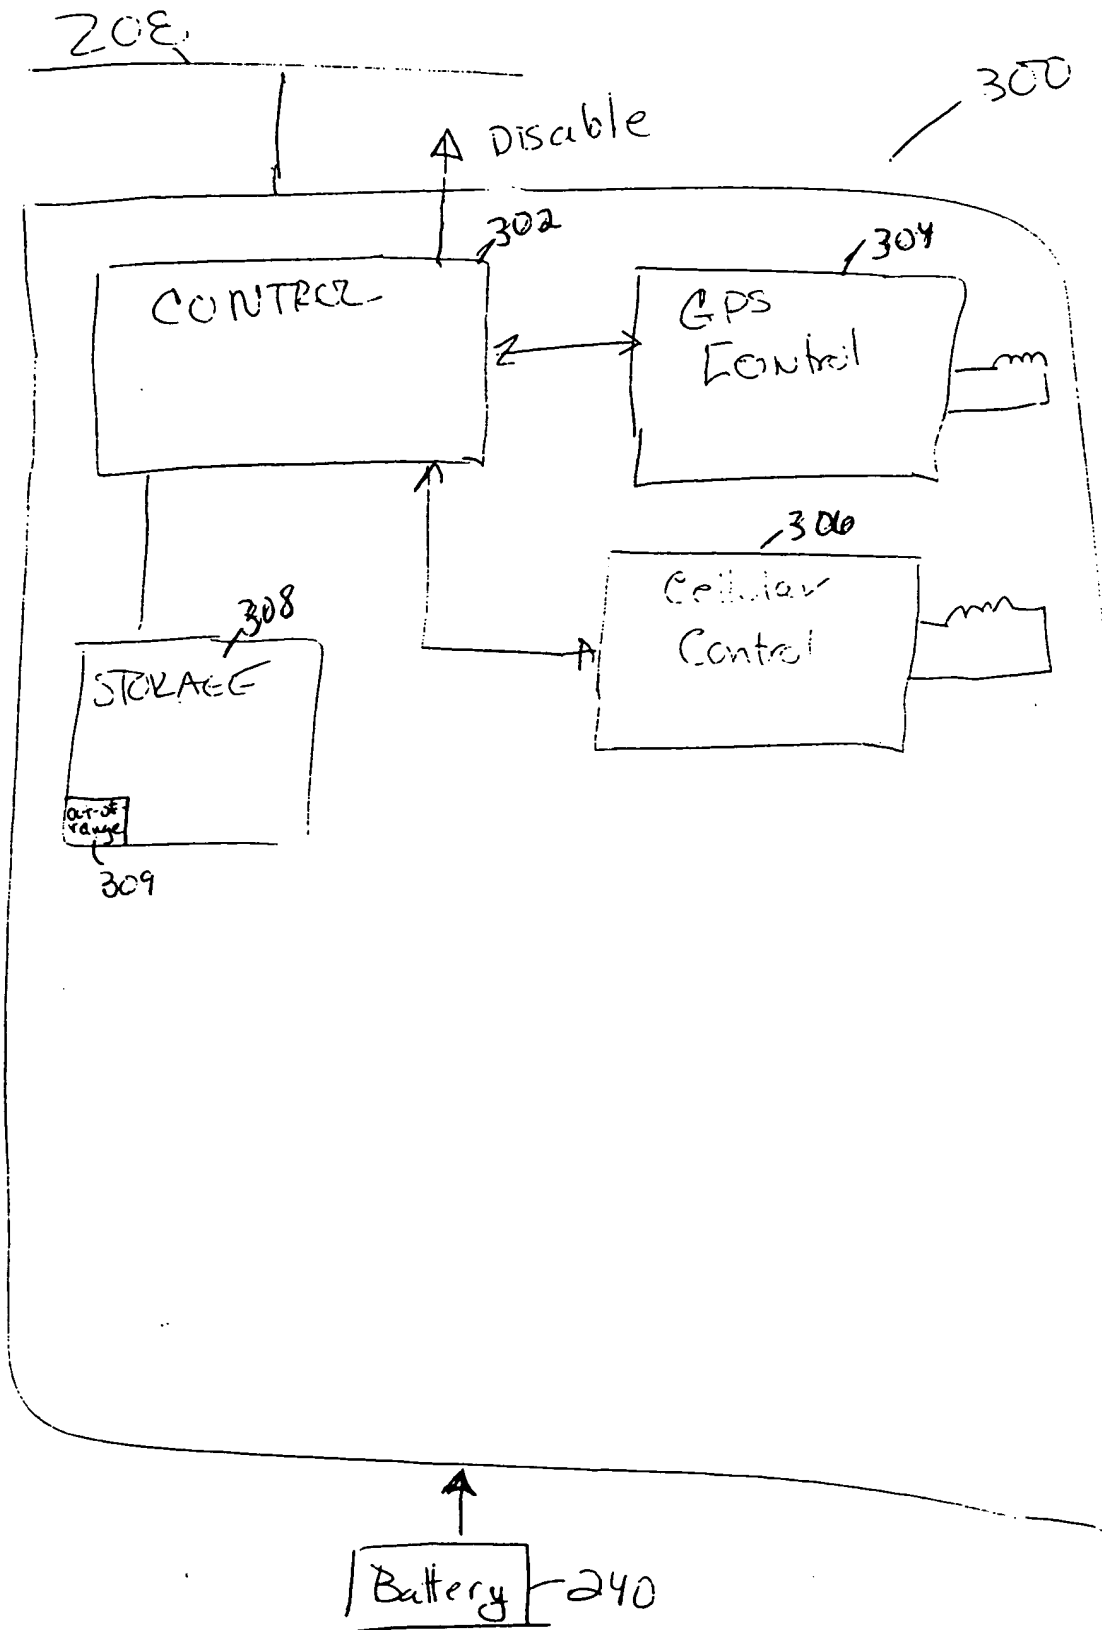 208
300
Disable
302
304
CONTROL
GPS
Control
306
Cellular
Control
308
STORAGE
out-of-
range
309
Battery
240